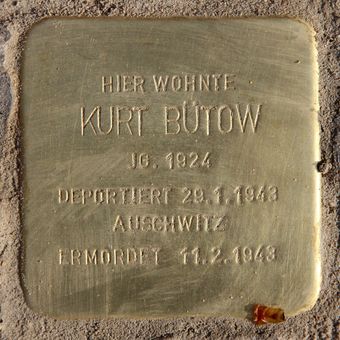 HIER WOHNTE
KURT BÜTOW
JG. 1924
DEPORTIERT 29.1.1943
AUSCHWITZ
ERMORDET 11.2.1943